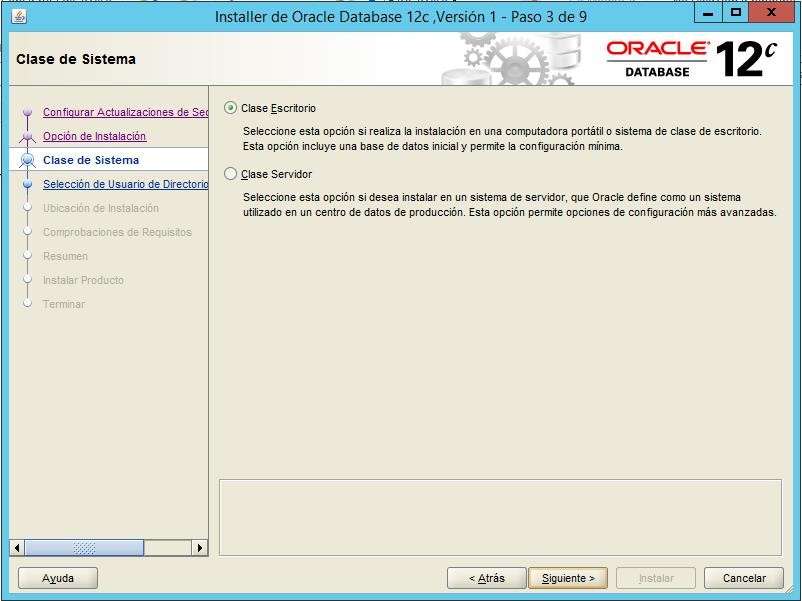 Installer de Oracle Database 12c ,Versión 1 - Paso 3 de 9
Clase de Sistema
ORACLE®
DATABASE
12c
Configurar Actualizaciones de Sec
Opción de Instalación
Clase de Sistema
Selección de Usuario de Directorio
Ubicación de Instalación
Comprobaciones de Requisitos
Resumen
Instalar Producto
Terminar
Clase Escritorio
Seleccione esta opción si realiza la instalación en una computadora portátil o sistema de clase de escritorio.
Esta opción incluye una base de datos inicial y permite la configuración mínima.
Clase Servidor
Seleccione esta opción si desea instalar en un sistema de servidor, que Oracle define como un sistema
utilizado en un centro de datos de producción. Esta opción permite opciones de configuración más avanzadas.
Ayuda
< Atrás
Siguiente >
Instalar
Cancelar